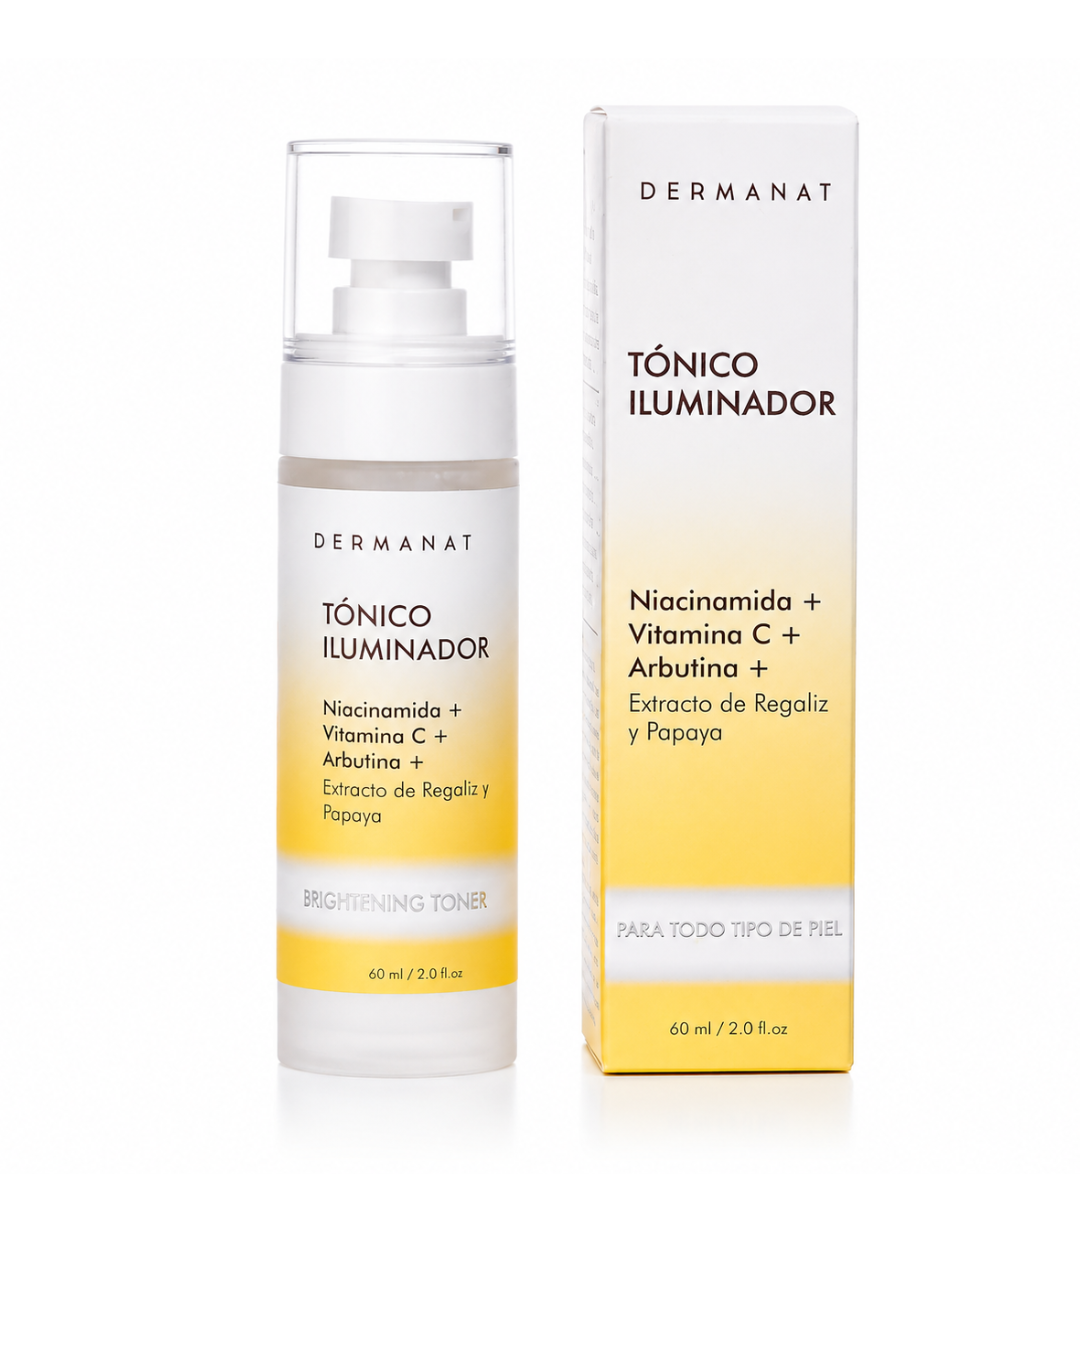 DERMANAT
TÓNICO
ILUMINADOR
Niacinamida +
Vitamina C +
Arbutina +
Extracto de Regaliz y
Papaya
BRIGHTENING TONER
60 ml / 2.0 fl.oz
DERMANAT
TÓNICO
ILUMINADOR
Niacinamida +
Vitamina C +
Arbutina +
Extracto de Regaliz
y Papaya
PARA TODO TIPO DE PIEL
60 ml / 2.0 fl.oz